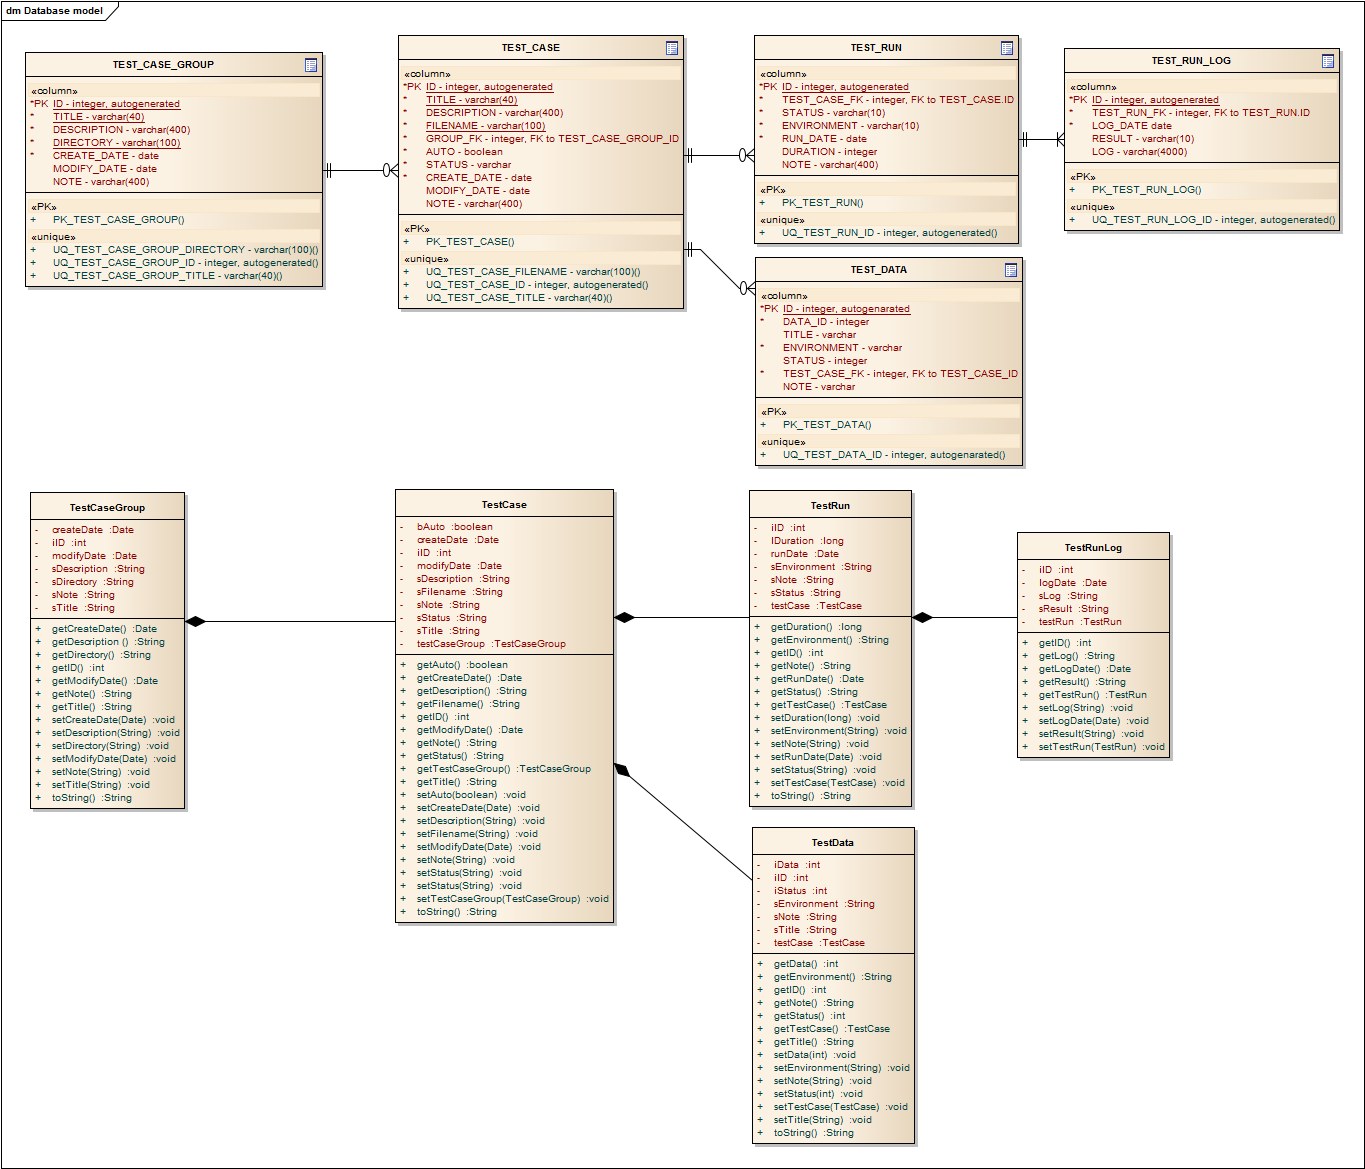 dm Database model
TEST_CASE_GROUP
«column»
*PK ID - integer, autogenerated
* TITLE - varchar(40)
* DESCRIPTION - varchar(400)
* DIRECTORY - varchar(100)
* CREATE_DATE - date
MODIFY_DATE - date
NOTE - varchar(400)
«PK»
+ PK_TEST_CASE_GROUP()
«unique»
+ UQ_TEST_CASE_GROUP_DIRECTORY - varchar(100)()
+ UQ_TEST_CASE_GROUP_ID - integer, autogenerated()
+ UQ_TEST_CASE_GROUP_TITLE - varchar(40)()
TEST_CASE
«column»
*PK ID - integer, autogenerated
* TITLE - varchar(40)
* DESCRIPTION - varchar(400)
* FILENAME - varchar(100)
* GROUP_FK - integer, FK to TEST_CASE_GROUP_ID
* AUTO - boolean
* STATUS - varchar
* CREATE_DATE - date
MODIFY_DATE - date
NOTE - varchar(400)
«PK»
+ PK_TEST_CASE()
«unique»
+ UQ_TEST_CASE_FILENAME - varchar(100)()
+ UQ_TEST_CASE_ID - integer, autogenerated()
+ UQ_TEST_CASE_TITLE - varchar(40)()
TEST_RUN
«column»
*PK ID - integer, autogenerated
* TEST_CASE_FK - integer, FK to TEST_CASE.ID
* STATUS - varchar(10)
* ENVIRONMENT - varchar(10)
* RUN_DATE - date
* DURATION - integer
NOTE - varchar(400)
«PK»
+ PK_TEST_RUN()
«unique»
+ UQ_TEST_RUN_ID - integer, autogenerated()
TEST_RUN_LOG
«column»
*PK ID - integer, autogenerated
* TEST_RUN_FK - integer, FK to TEST_RUN.ID
* LOG_DATE date
* RESULT - varchar(10)
* LOG - varchar(4000)
«PK»
+ PK_TEST_RUN_LOG()
«unique»
+ UQ_TEST_RUN_LOG_ID - integer, autogenerated()
TEST_DATA
«column»
*PK ID - integer, autogenarated
* DATA_ID - integer
TITLE - varchar
* ENVIRONMENT - varchar
STATUS - integer
* TEST_CASE_FK - integer, FK to TEST_CASE_ID
NOTE - varchar
«PK»
+ PK_TEST_DATA()
«unique»
+ UQ_TEST_DATA_ID - integer, autogenarated()
TestCaseGroup
- createDate :Date
- iID :int
- modifyDate :Date
- sDescription :String
- sDirectory :String
- sNote :String
- sTitle :String
+ getCreateDate() :Date
+ getDescription () :String
+ getDirectory() :String
+ getID() :int
+ getModifyDate() :Date
+ getNote() :String
+ getTitle() :String
+ setCreateDate(Date) :void
+ setDescription(String) :void
+ setDirectory(String) :void
+ setModifyDate(Date) :void
+ setNote(String) :void
+ setTitle(String) :void
+ toString() :String
TestCase
- bAuto :boolean
- createDate :Date
- iID :int
- modifyDate :Date
- sDescription :String
- sFilename :String
- sNote :String
- sStatus :String
- sTitle :String
- testCaseGroup :TestCaseGroup
+ getAuto() :boolean
+ getCreateDate() :Date
+ getDescription() :String
+ getFilename() :String
+ getID() :int
+ getModifyDate() :Date
+ getNote() :String
+ getStatus() :String
+ getTestCaseGroup() :TestCaseGroup
+ getTitle() :String
+ setAuto(boolean) :void
+ setCreateDate(Date) :void
+ setDescription(String) :void
+ setFilename(String) :void
+ setModifyDate(Date) :void
+ setNote(String) :void
+ setStatus(String) :void
+ setStatus(String) :void
+ setTestCaseGroup(TestCaseGroup) :void
+ toString() :String
TestRun
- iID :int
- lDuration :long
- runDate :Date
- sEnvironment :String
- sNote :String
- sStatus :String
- testCase :TestCase
+ getDuration() :long
+ getEnvironment() :String
+ getID() :int
+ getNote() :String
+ getRunDate() :Date
+ getStatus() :String
+ getTestCase() :TestCase
+ setDuration(long) :void
+ setEnvironment(String) :void
+ setNote(String) :void
+ setRunDate(Date) :void
+ setStatus(String) :void
+ setTestCase(TestCase) :void
+ toString() :String
TestRunLog
- iID :int
- logDate :Date
- sLog :String
- sResult :String
- testRun :TestRun
+ getID() :int
+ getLog() :String
+ getLogDate() :Date
+ getResult() :String
+ getTestRun() :TestRun
+ setLog(String) :void
+ setLogDate(Date) :void
+ setResult(String) :void
+ setTestRun(TestRun) :void
TestData
- iData :int
- iID :int
- iStatus :int
- sEnvironment :String
- sNote :String
- sTitle :String
- testCase :TestCase
+ getData() :int
+ getEnvironment() :String
+ getID() :int
+ getNote() :String
+ getStatus() :int
+ getTestCase() :TestCase
+ getTitle() :String
+ setData(int) :void
+ setEnvironment(String) :void
+ setNote(String) :void
+ setStatus(int) :void
+ setTestCase(TestCase) :void
+ setTitle(String) :void
+ toString() :String